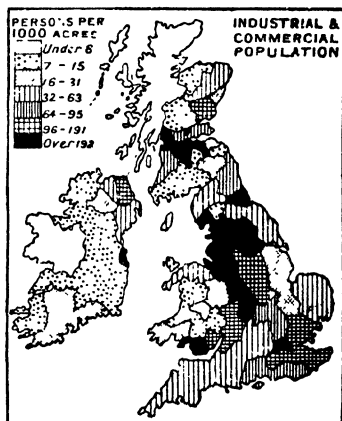 PERSONS PER
1000 ACRES
Under 6
7 - 15
16 - 31
32 - 63
64 - 95
96 - 191
Over 192
INDUSTRIAL &
COMMERCIAL
POPULATION